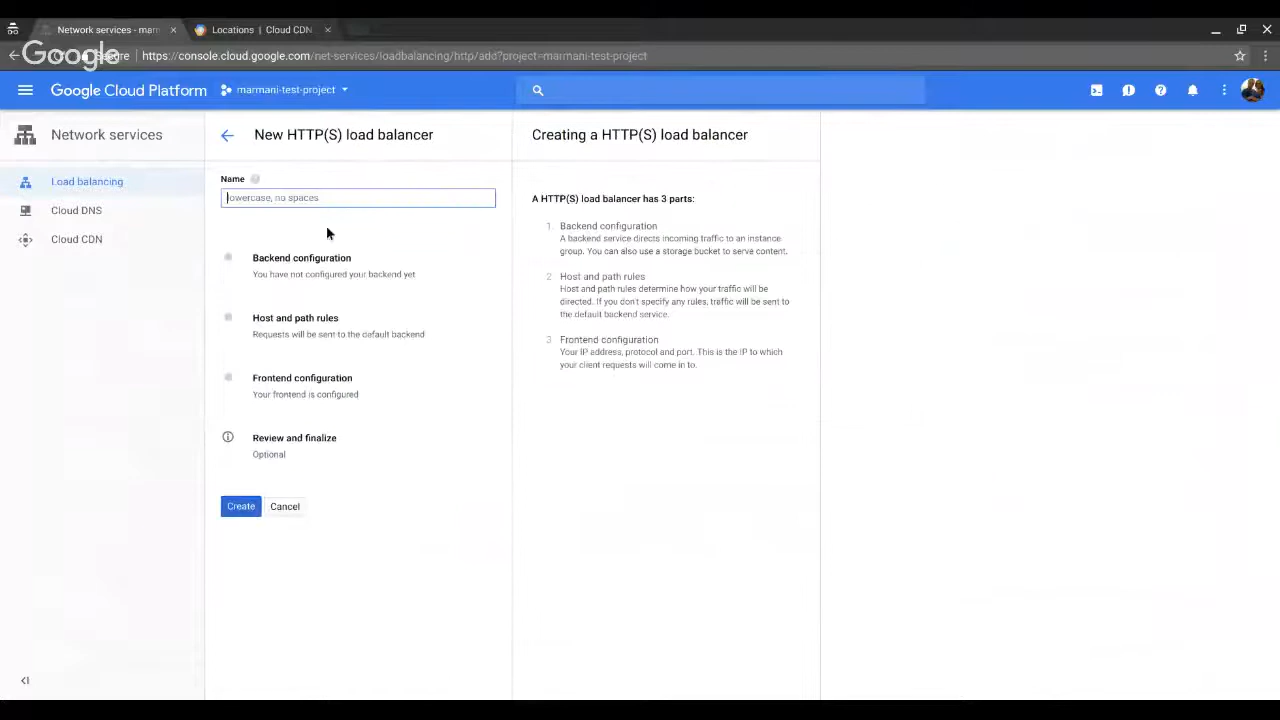 Network services - marm
Locations | Cloud CDN
Google
https://console.cloud.google.com/net-services/loadbalancing/http/add?project=marmani-test-project
Google Cloud Platform
marmani-test-project
Network services
New HTTP(S) load balancer
Creating a HTTP(S) load balancer
Load balancing
Cloud DNS
Cloud CDN
Name
lowercase, no spaces
Backend configuration
You have not configured your backend yet
Host and path rules
Requests will be sent to the default backend
Frontend configuration
Your frontend is configured
Review and finalize
Optional
Create
Cancel
A HTTP(S) load balancer has 3 parts:
1. Backend configuration
A backend service directs incoming traffic to an instance
group. You can also use a storage bucket to serve content.
2 Host and path rules
Host and path rules determine how your traffic will be
directed. If you don't specify any rules, traffic will be sent to
the default backend service.
3 Frontend configuration
Your IP address, protocol and port. This is the IP to which
your client requests will come in to.